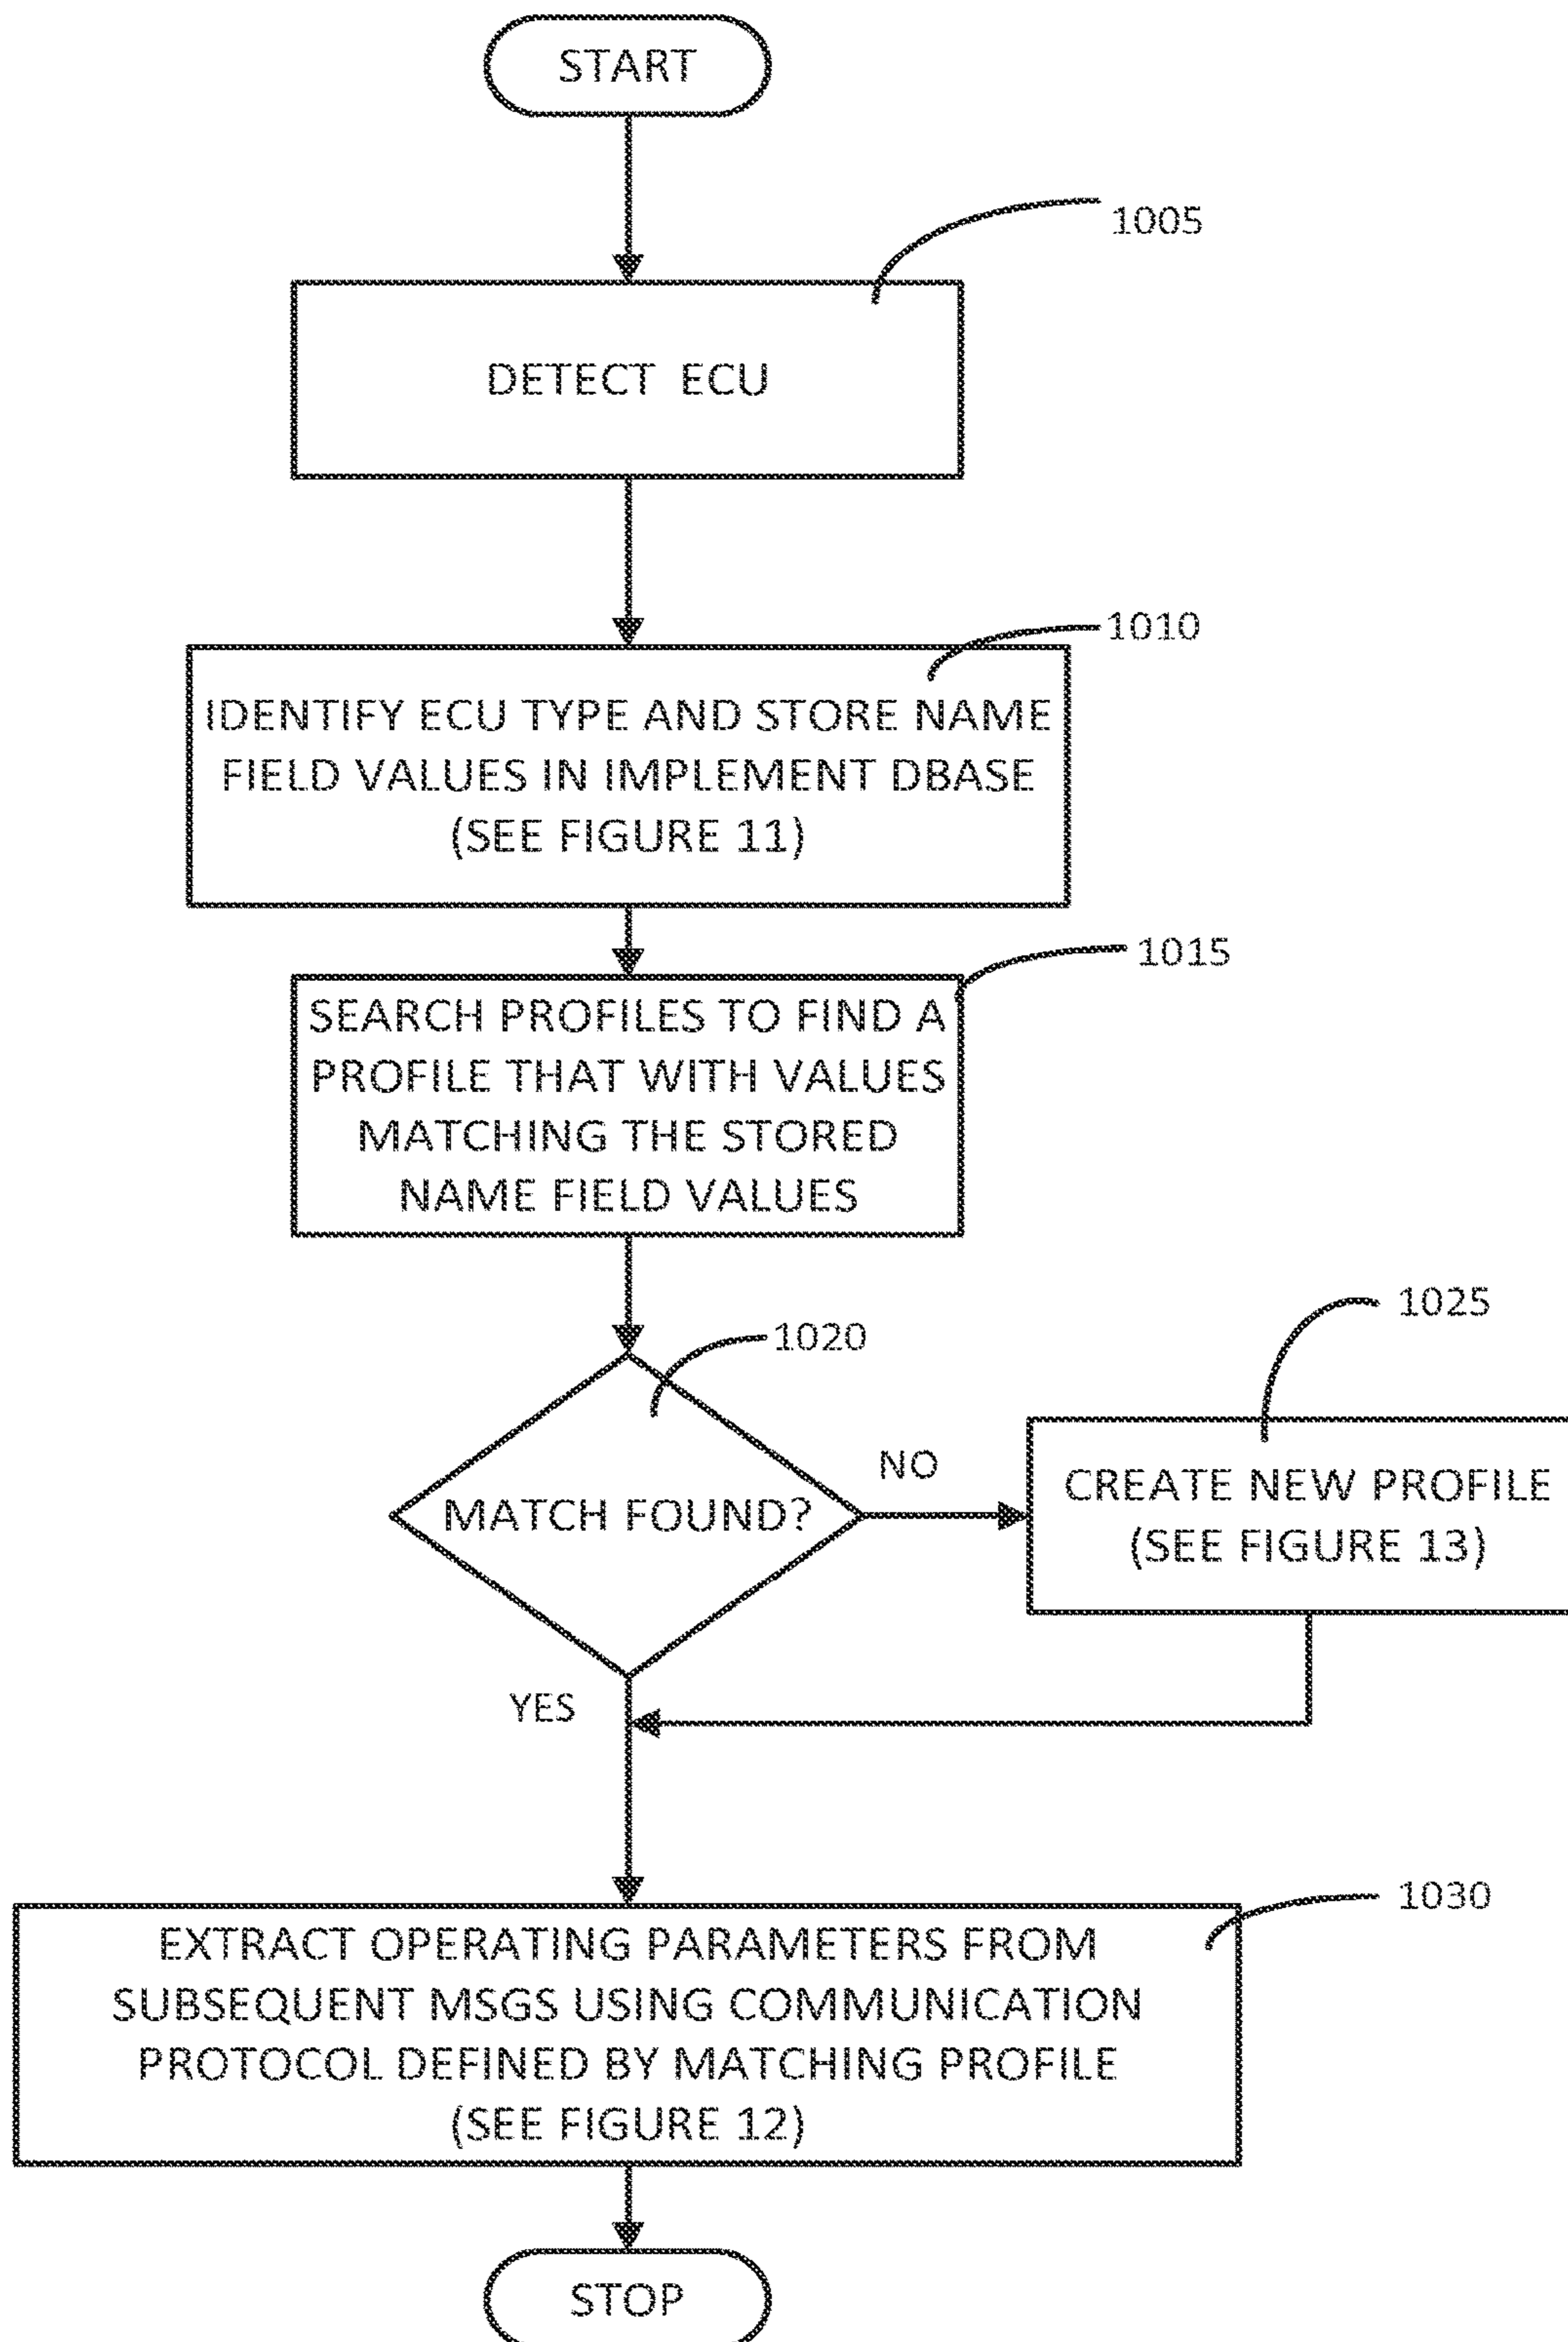 START
1005
DETECT ECU
1010
IDENTIFY ECU TYPE AND STORE NAME
FIELD VALUES IN IMPLEMENT DBASE
(SEE FIGURE 11)
1015
SEARCH PROFILES TO FIND A
PROFILE THAT WITH VALUES
MATCHING THE STORED
NAME FIELD VALUES
1020
MATCH FOUND?
NO
1025
CREATE NEW PROFILE
(SEE FIGURE 13)
YES
1030
EXTRACT OPERATING PARAMETERS FROM
SUBSEQUENT MSGS USING COMMUNICATION
PROTOCOL DEFINED BY MATCHING PROFILE
(SEE FIGURE 12)
STOP